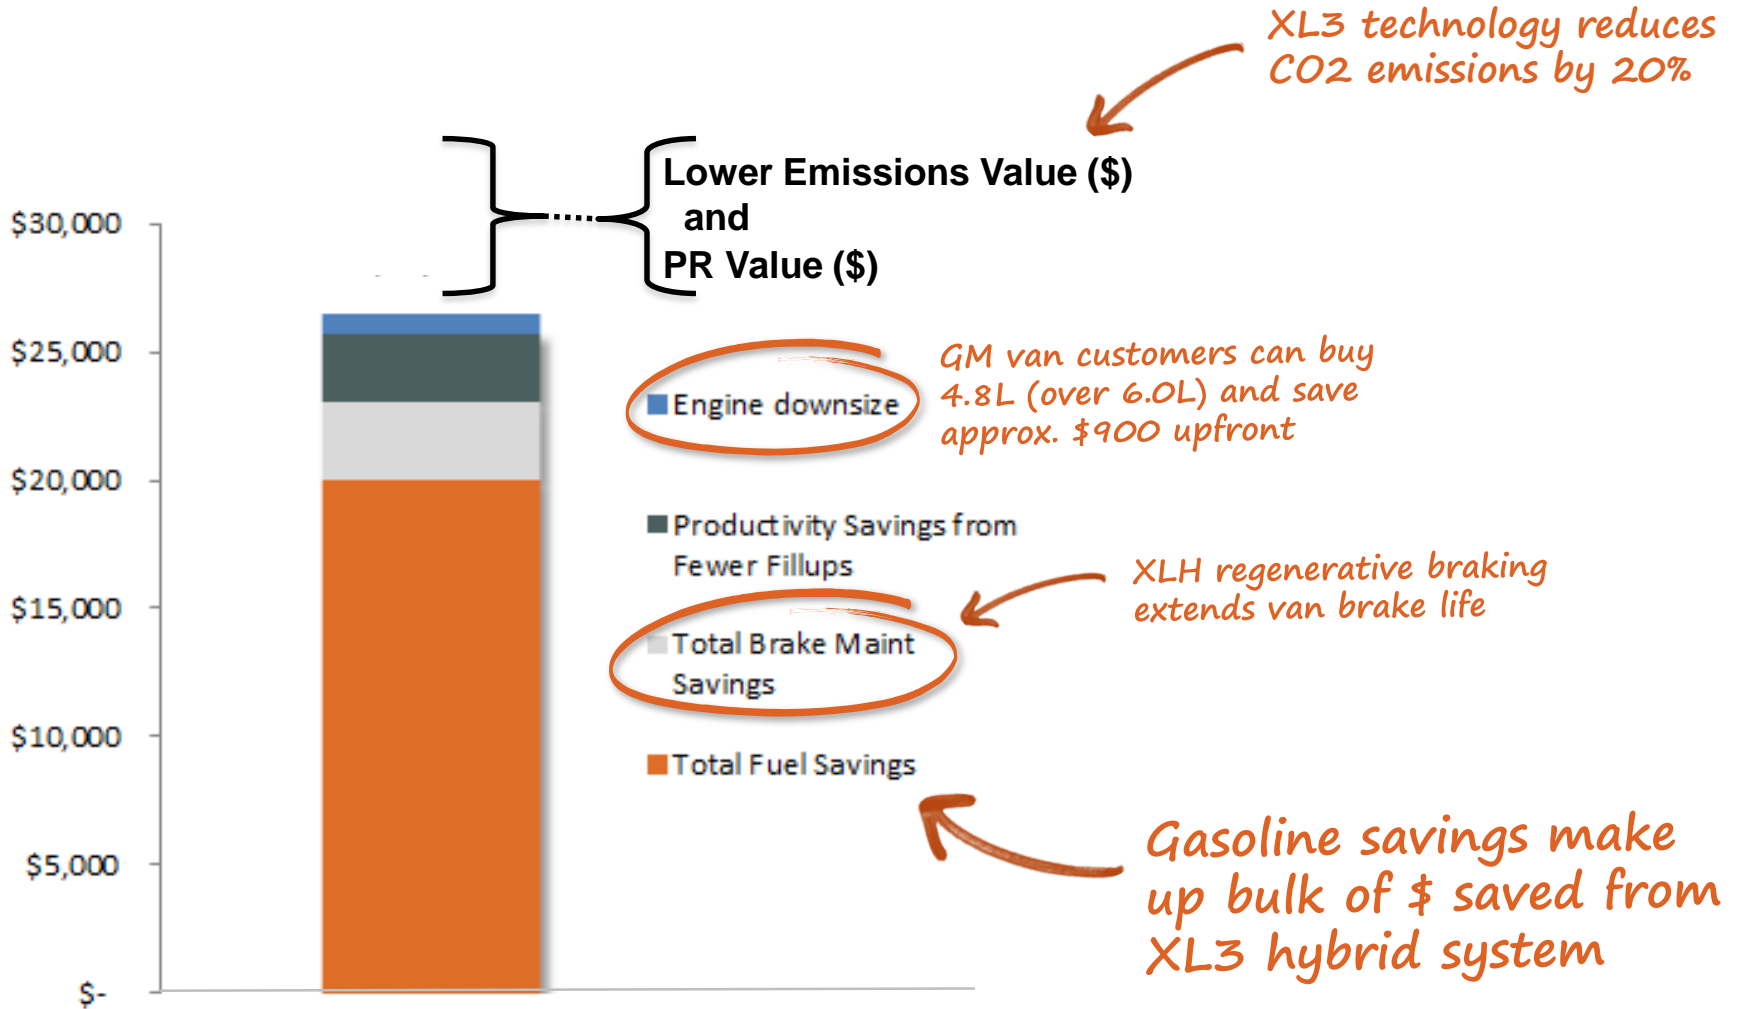 XL3 technology reduces
CO2 emissions by 20%
Lower Emissions Value ($)
and
PR Value ($)
$30,000
$25,000
$20,000
$15,000
$10,000
$5,000
$-
Engine downsize
GM van customers can buy
4.8L (over 6.0L) and save
approx. $900 upfront
Productivity Savings from
Fewer Fillups
XLH regenerative braking
extends van brake life
Total Brake Maint
Savings
Total Fuel Savings
Gasoline savings make
up bulk of $ saved from
XL3 hybrid system